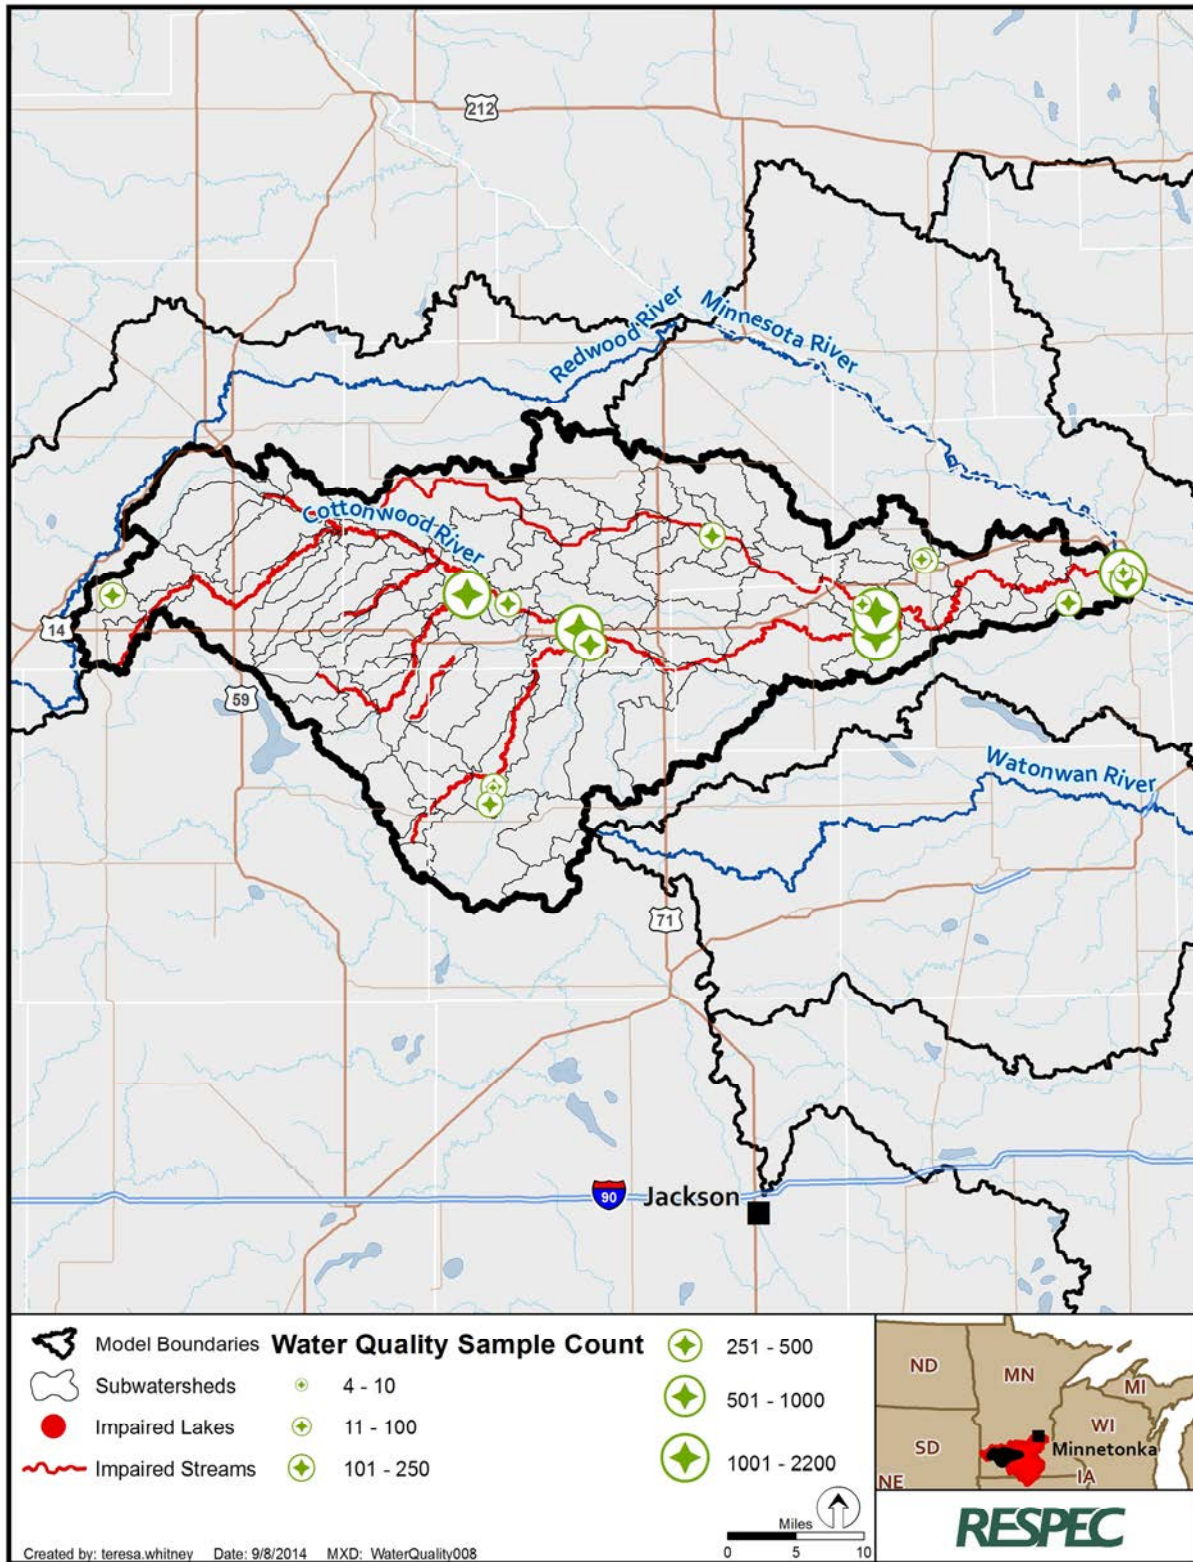 212
Redwood River
Minnesota River
Cottonwood River
14
59
Watonwan River
71
90
Jackson
Model Boundaries
Subwatersheds
Impaired Lakes
Impaired Streams
Water Quality Sample Count
4 - 10
11 - 100
101 - 250
251 - 500
501 - 1000
1001 - 2200
Miles
0 5 10
ND
MN
MI
WI
SD
Minnetonka
NE
IA
RESPEC
Created by: teresa.whitney Date: 9/8/2014 MXD: WaterQuality008